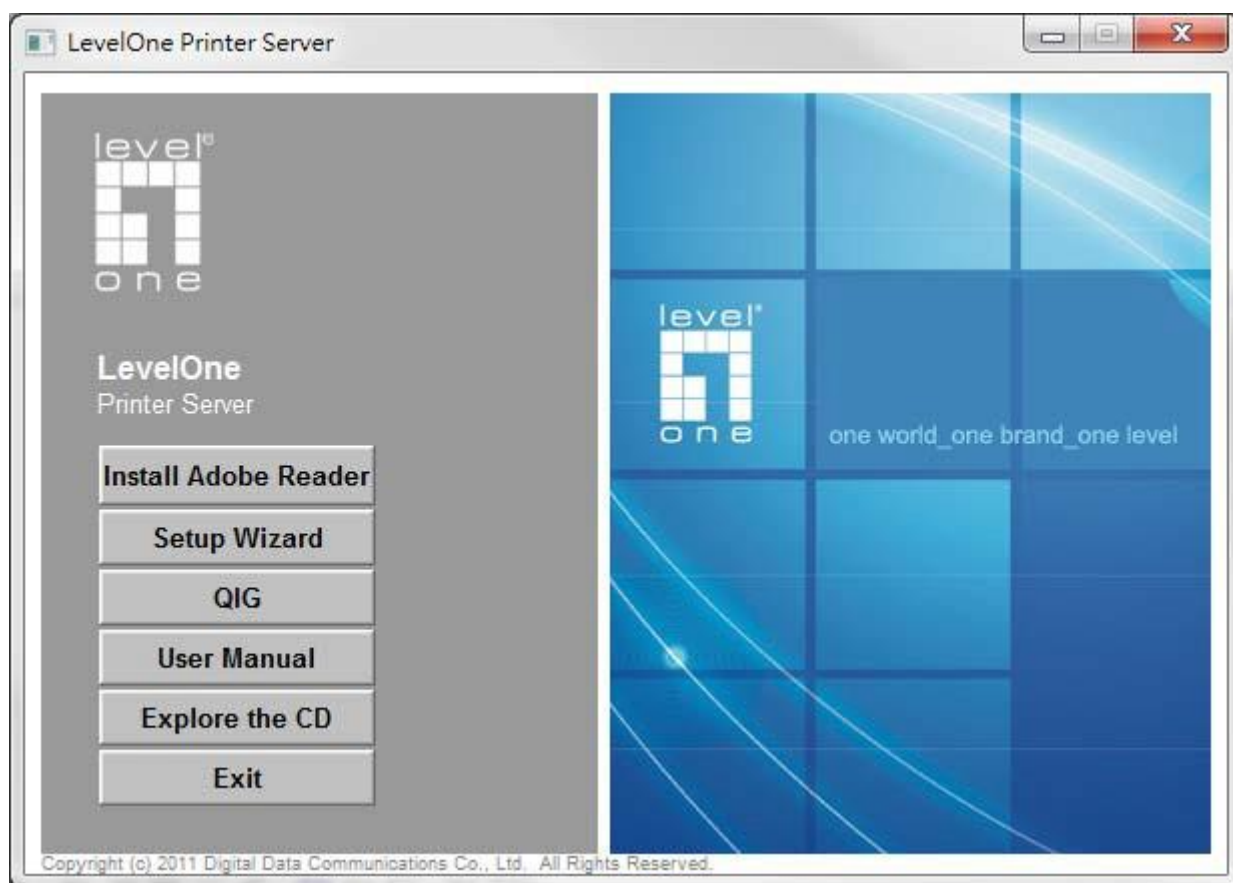 LevelOne Printer Server
level®
one
LevelOne
Printer Server
Install Adobe Reader
Setup Wizard
QIG
User Manual
Explore the CD
Exit
level®
one
one world_one brand_one level
Copyright (c) 2011 Digital Data Communications Co., Ltd. All Rights Reserved.